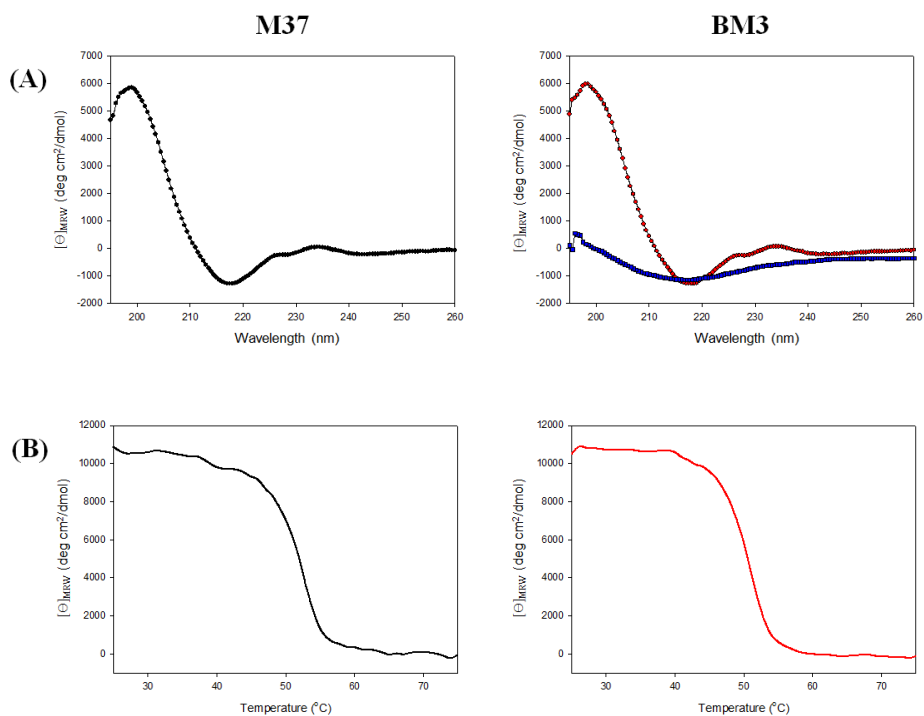 M37
BM3
(A)
7000
6000
5000
4000
3000
2000
1000
0
-1000
-2000
[Θ]MRW (deg cm²/dmol)
200 210 220 230 240 250 260
Wavelength (nm)
7000
6000
5000
4000
3000
2000
1000
0
-1000
-2000
[Θ]MRW (deg cm²/dmol)
200 210 220 230 240 250 260
Wavelength (nm)
(B)
12000
10000
8000
6000
4000
2000
0
[Θ]MRW (deg cm²/dmol)
30 40 50 60 70
Temperature (°C)
12000
10000
8000
6000
4000
2000
0
[Θ]MRW (deg cm²/dmol)
30 40 50 60 70
Temperature (°C)